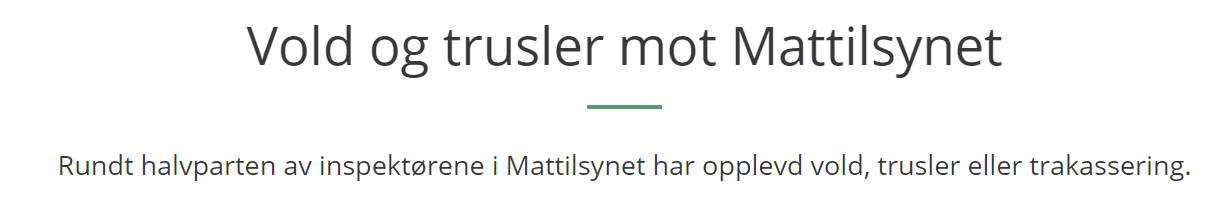 Vold og trusler mot Mattilsynet
Rundt halvparten av inspektørene i Mattilsynet har opplevd vold, trusler eller trakassering.